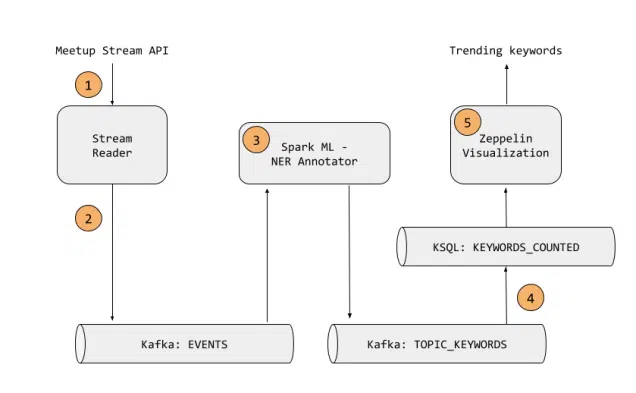 Meetup Stream API
Trending keywords
1
Stream
Reader
2
3
Spark ML -
NER Annotator
5
Zeppelin
Visualization
KSQL: KEYWORDS_COUNTED
4
Kafka: EVENTS
Kafka: TOPIC_KEYWORDS